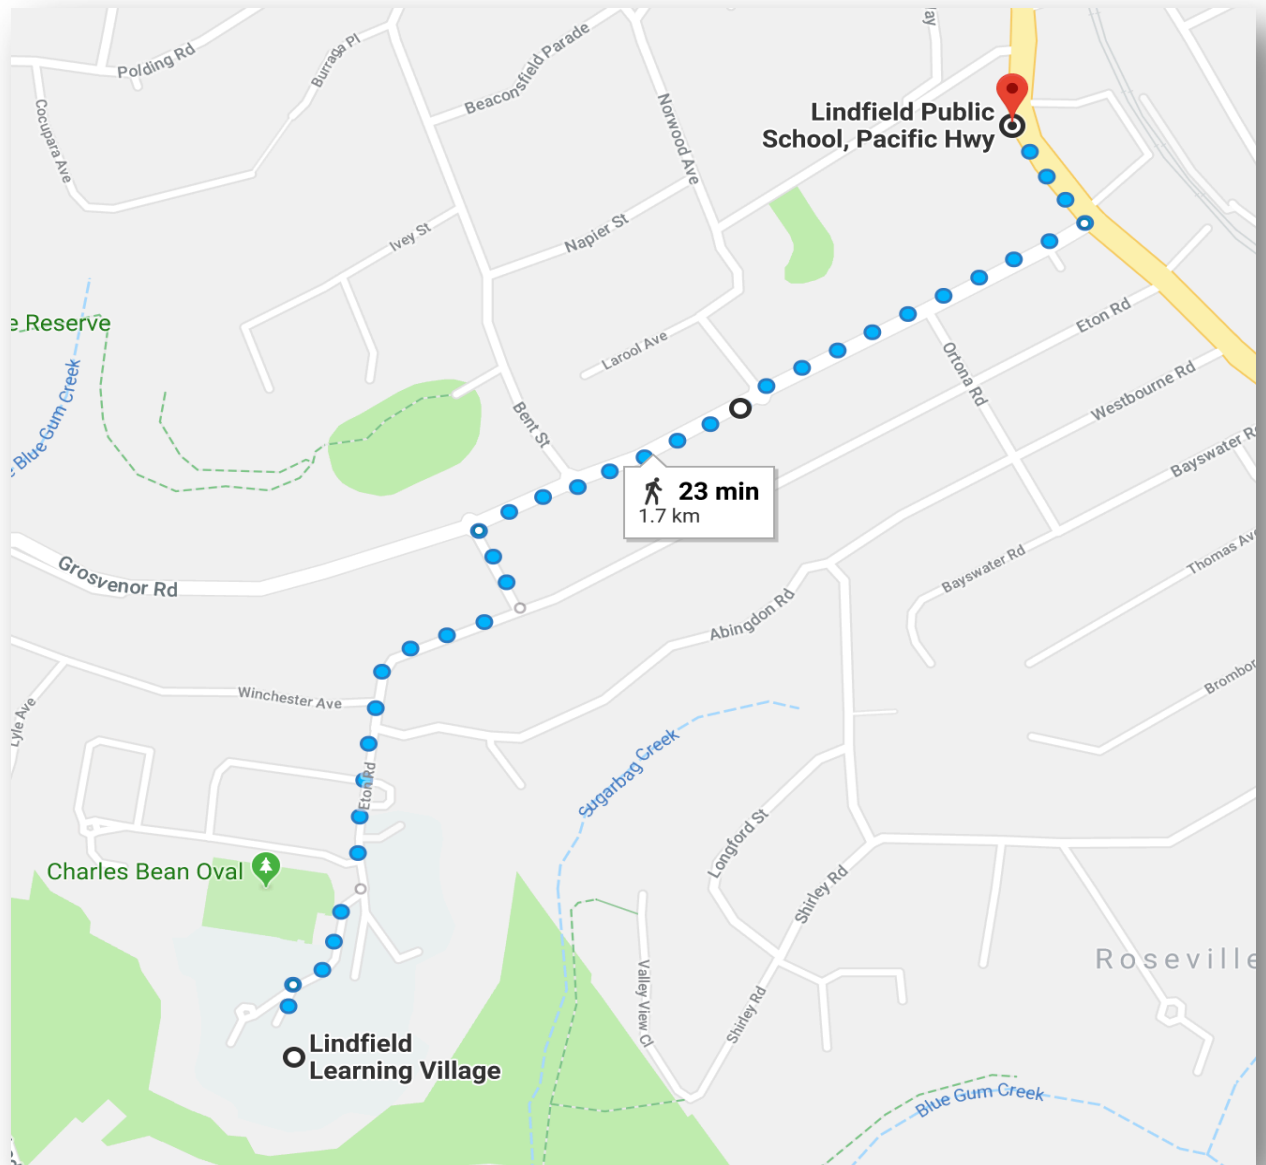 Polding Rd
Burraga Pl
Beaconsfield Parade
Cocupara Ave
Norwood Ave
Lindfield Public
School, Pacific Hwy
Ivey St
Napier St
e Reserve
Larool Ave
Eton Rd
Ortona Rd
Westbourne Rd
Bent St
Blue Gum Creek
Bayswater Rd
23 min
1.7 km
Grosvenor Rd
Bayswater Rd
Thomas Ave
Abingdon Rd
Winchester Ave
Lyle Ave
Brombor
Sugarbag Creek
Eton Rd
Longford St
Charles Bean Oval
Shirley Rd
Roseville
Valley View Cl
Shirley Rd
Lindfield
Learning Village
Blue Gum Creek